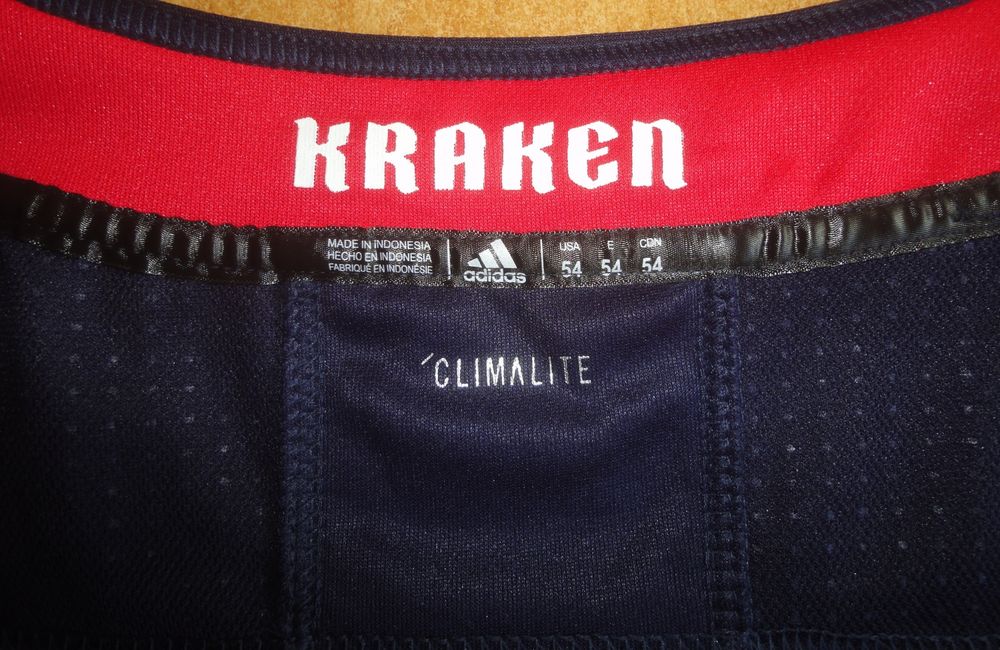 KRAKEN
MADE IN INDONESIA
HECHO EN INDONESIA
FABRIQUÉ EN INDONÉSIE
adidas
USA E CDN
54 54 54
CLIMALITE